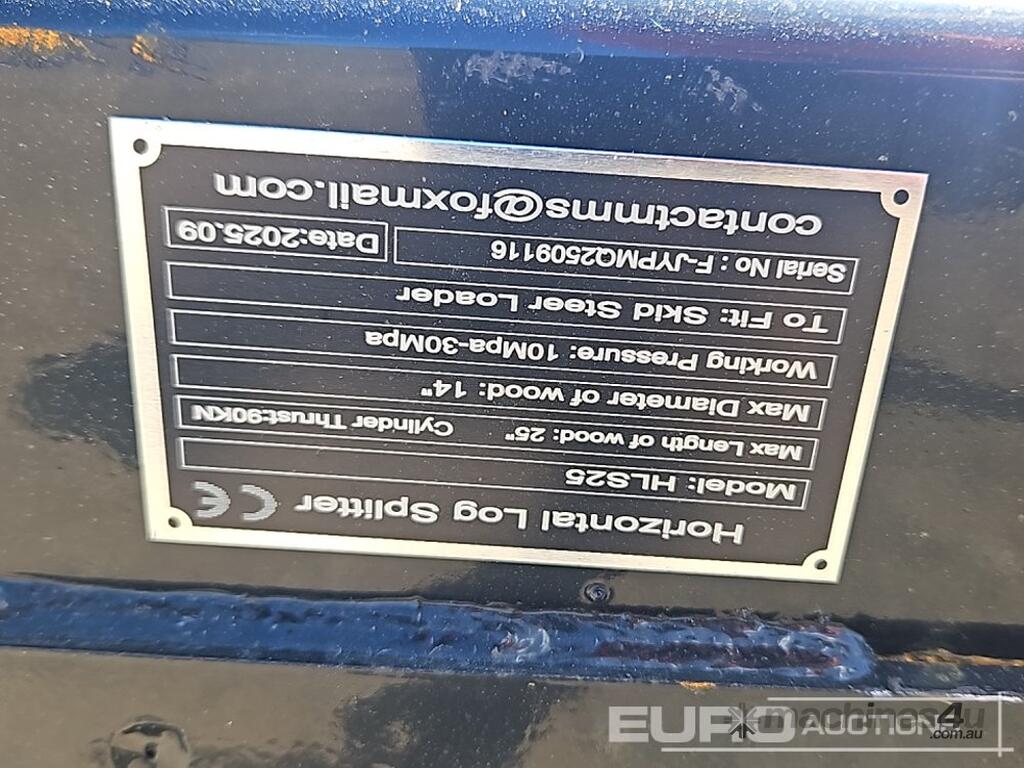 Horizontal Log Splitter CE
Model: HLS25
Max Length of wood: 25" Cylinder Thrust:90KN
Max Diameter of wood: 14"
Working Pressure: 10Mpa-30Mpa
To Fit: Skid Steer Loader
Serial No : F-JYPMQ2509116 Date:2025.09
contactmms@foxmail.com
EURO AUCTIONS
machines4u
.com.au